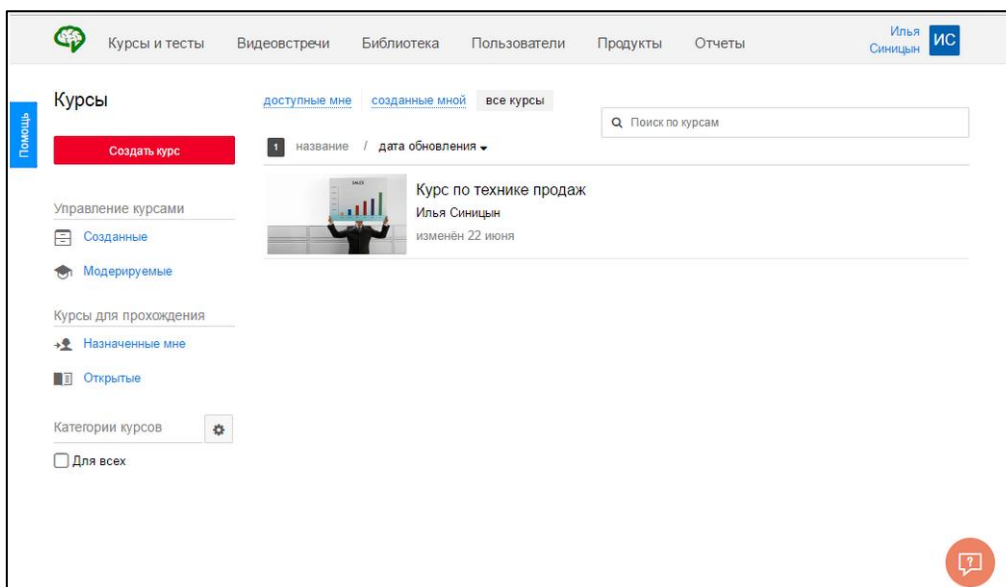 Курсы и тесты Видеовстречи Библиотека Пользователи Продукты Отчеты
Илья
Синицын
ИС
Помощь
Курсы
Создать курс
Управление курсами
Созданные
Модерируемые
Курсы для прохождения
Назначенные мне
Открытые
Категории курсов
Для всех
доступные мне созданные мной все курсы
Поиск по курсам
1 название / дата обновления
SALES
Курс по технике продаж
Илья Синицын
изменён 22 июня
?